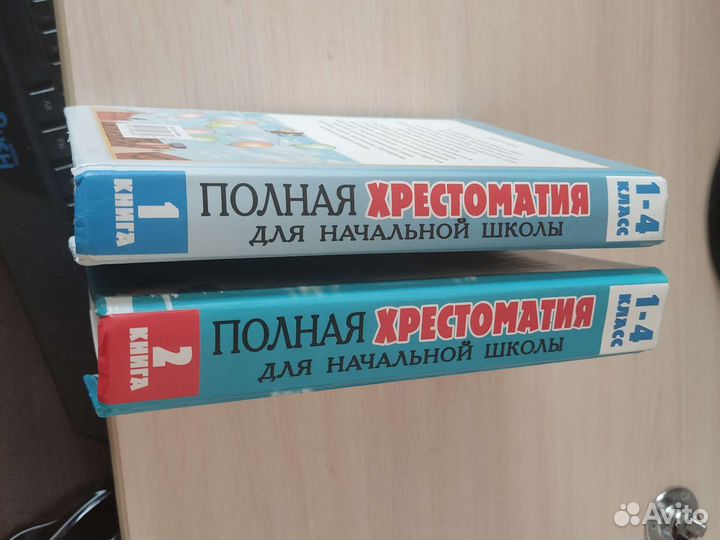 КНИГА
1
ПОЛНАЯ ХРЕСТОМАТИЯ
ДЛЯ НАЧАЛЬНОЙ ШКОЛЫ
1-4
КЛАСС
КНИГА
2
ПОЛНАЯ ХРЕСТОМАТИЯ
ДЛЯ НАЧАЛЬНОЙ ШКОЛЫ
1-4
КЛАСС
Avito